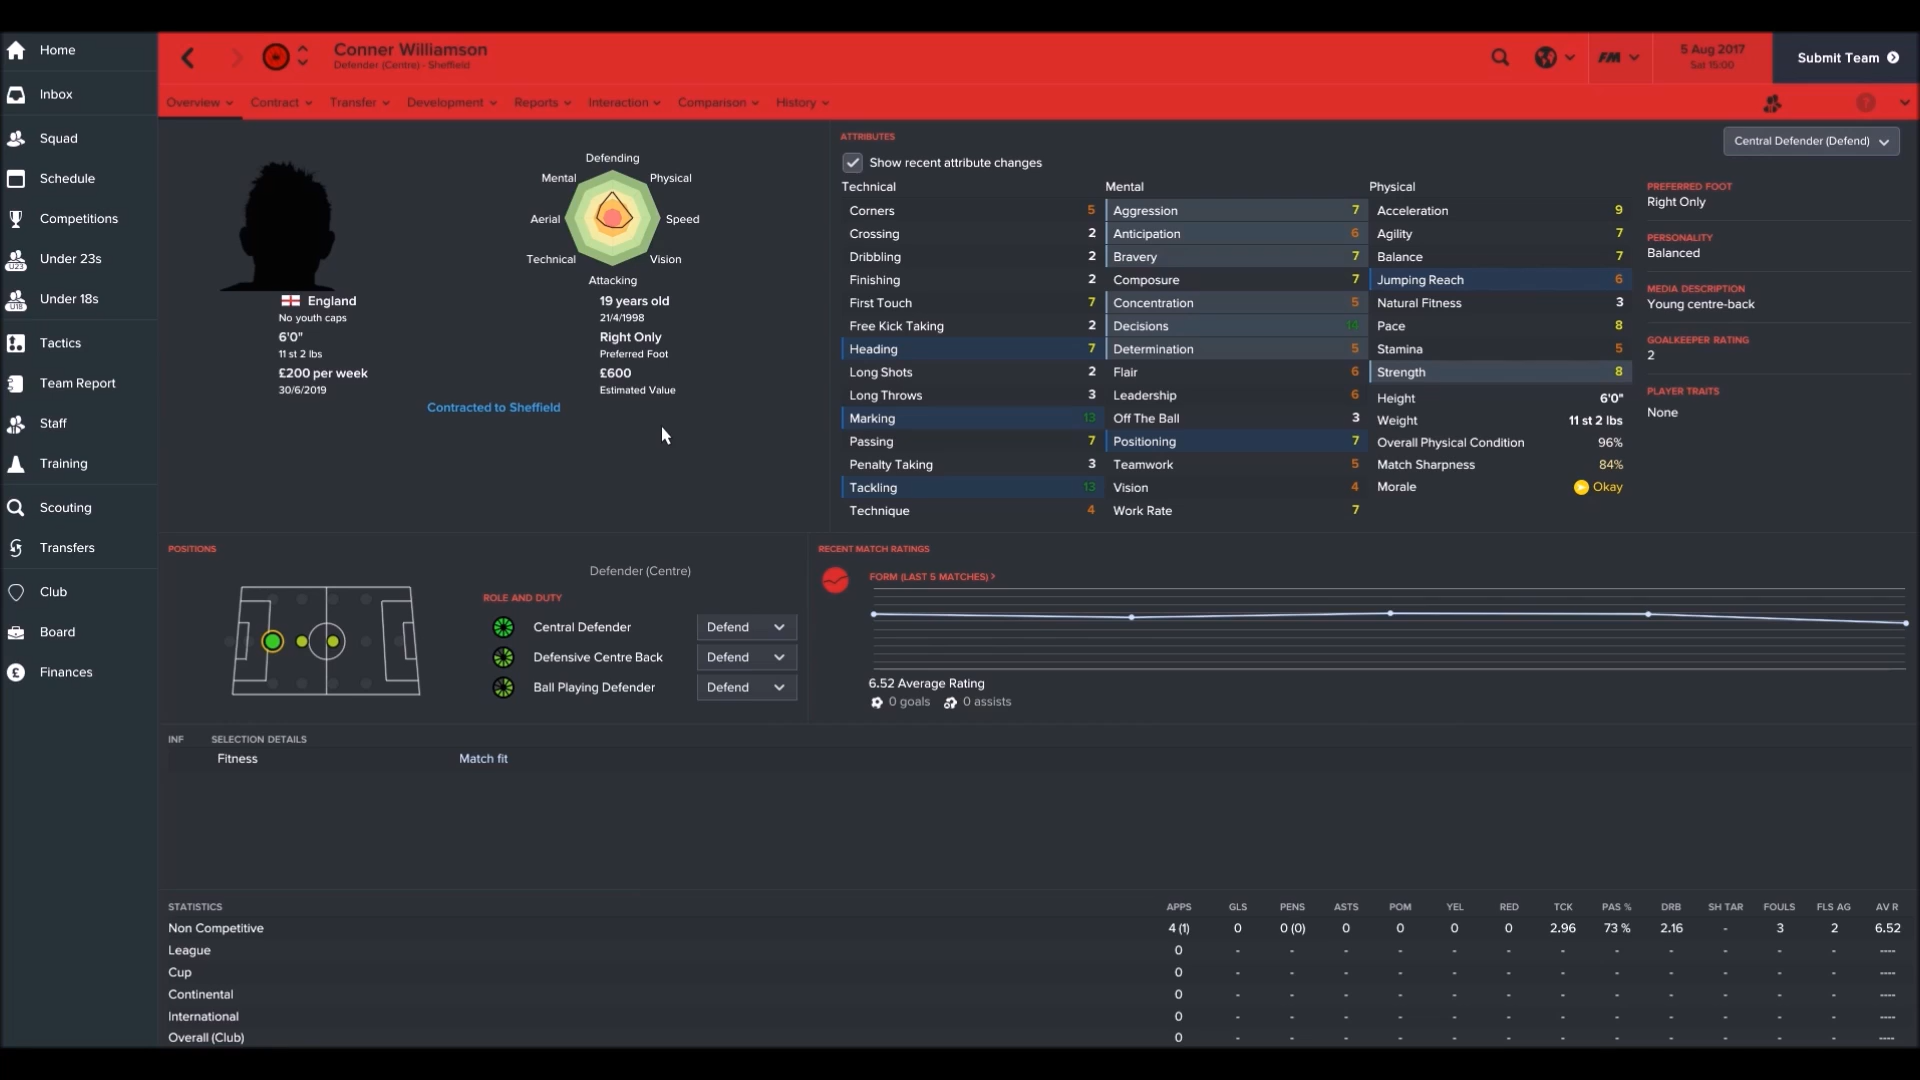 Home
Inbox
Squad
Schedule
Competitions
Under 23s
Under 18s
Tactics
Team Report
Staff
Training
Scouting
Transfers
Club
Board
Finances
Conner Williamson
Defender (Centre) - Sheffield
FM
5 Aug 2017
Sat 15:00
Submit Team
Overview Contract Transfer Development Reports Interaction Comparison History
Defending
Mental Physical
Aerial Speed
Technical Vision
Attacking
England
No youth caps
6'0"
11 st 2 lbs
£200 per week
30/6/2019
19 years old
21/4/1998
Right Only
Preferred Foot
£600
Estimated Value
Contracted to Sheffield
ATTRIBUTES
Show recent attribute changes
Central Defender (Defend)
Technical
Corners 5
Crossing 2
Dribbling 2
Finishing 2
First Touch 7
Free Kick Taking 2
Heading 7
Long Shots 2
Long Throws 3
Marking 13
Passing 7
Penalty Taking 3
Tackling 13
Technique 4
Mental
Aggression 7
Anticipation 6
Bravery 7
Composure 7
Concentration 5
Decisions
Determination 5
Flair 6
Leadership 6
Off The Ball 3
Positioning 7
Teamwork 5
Vision 4
Work Rate 7
Physical
Acceleration 9
Agility 7
Balance 7
Jumping Reach 6
Natural Fitness 3
Pace 8
Stamina 5
Strength 8
Height 6'0"
Weight 11 st 2 lbs
Overall Physical Condition 96%
Match Sharpness 84%
Morale Okay
PREFERRED FOOT
Right Only
PERSONALITY
Balanced
MEDIA DESCRIPTION
Young centre-back
GOALKEEPER RATING
2
PLAYER TRAITS
None
POSITIONS
Defender (Centre)
ROLE AND DUTY
Central Defender Defend
Defensive Centre Back Defend
Ball Playing Defender Defend
RECENT MATCH RATINGS
FORM (LAST 5 MATCHES) >
6.52 Average Rating
0 goals 0 assists
INF SELECTION DETAILS
Fitness Match fit
STATISTICS APPS GLS PENS ASTS POM YEL RED TCK PAS % DRB SH TAR FOULS FLS AG AV R
Non Competitive 4 (1) 0 0 (0) 0 0 0 0 2.96 73 % 2.16 - 3 2 6.52
League 0 - - - - - - - - - - - - ----
Cup 0 - - - - - - - - - - - - ----
Continental 0 - - - - - - - - - - - - ----
International 0 - - - - - - - - - - - - ----
Overall (Club) 0 - - - - - - - - - - - - ----